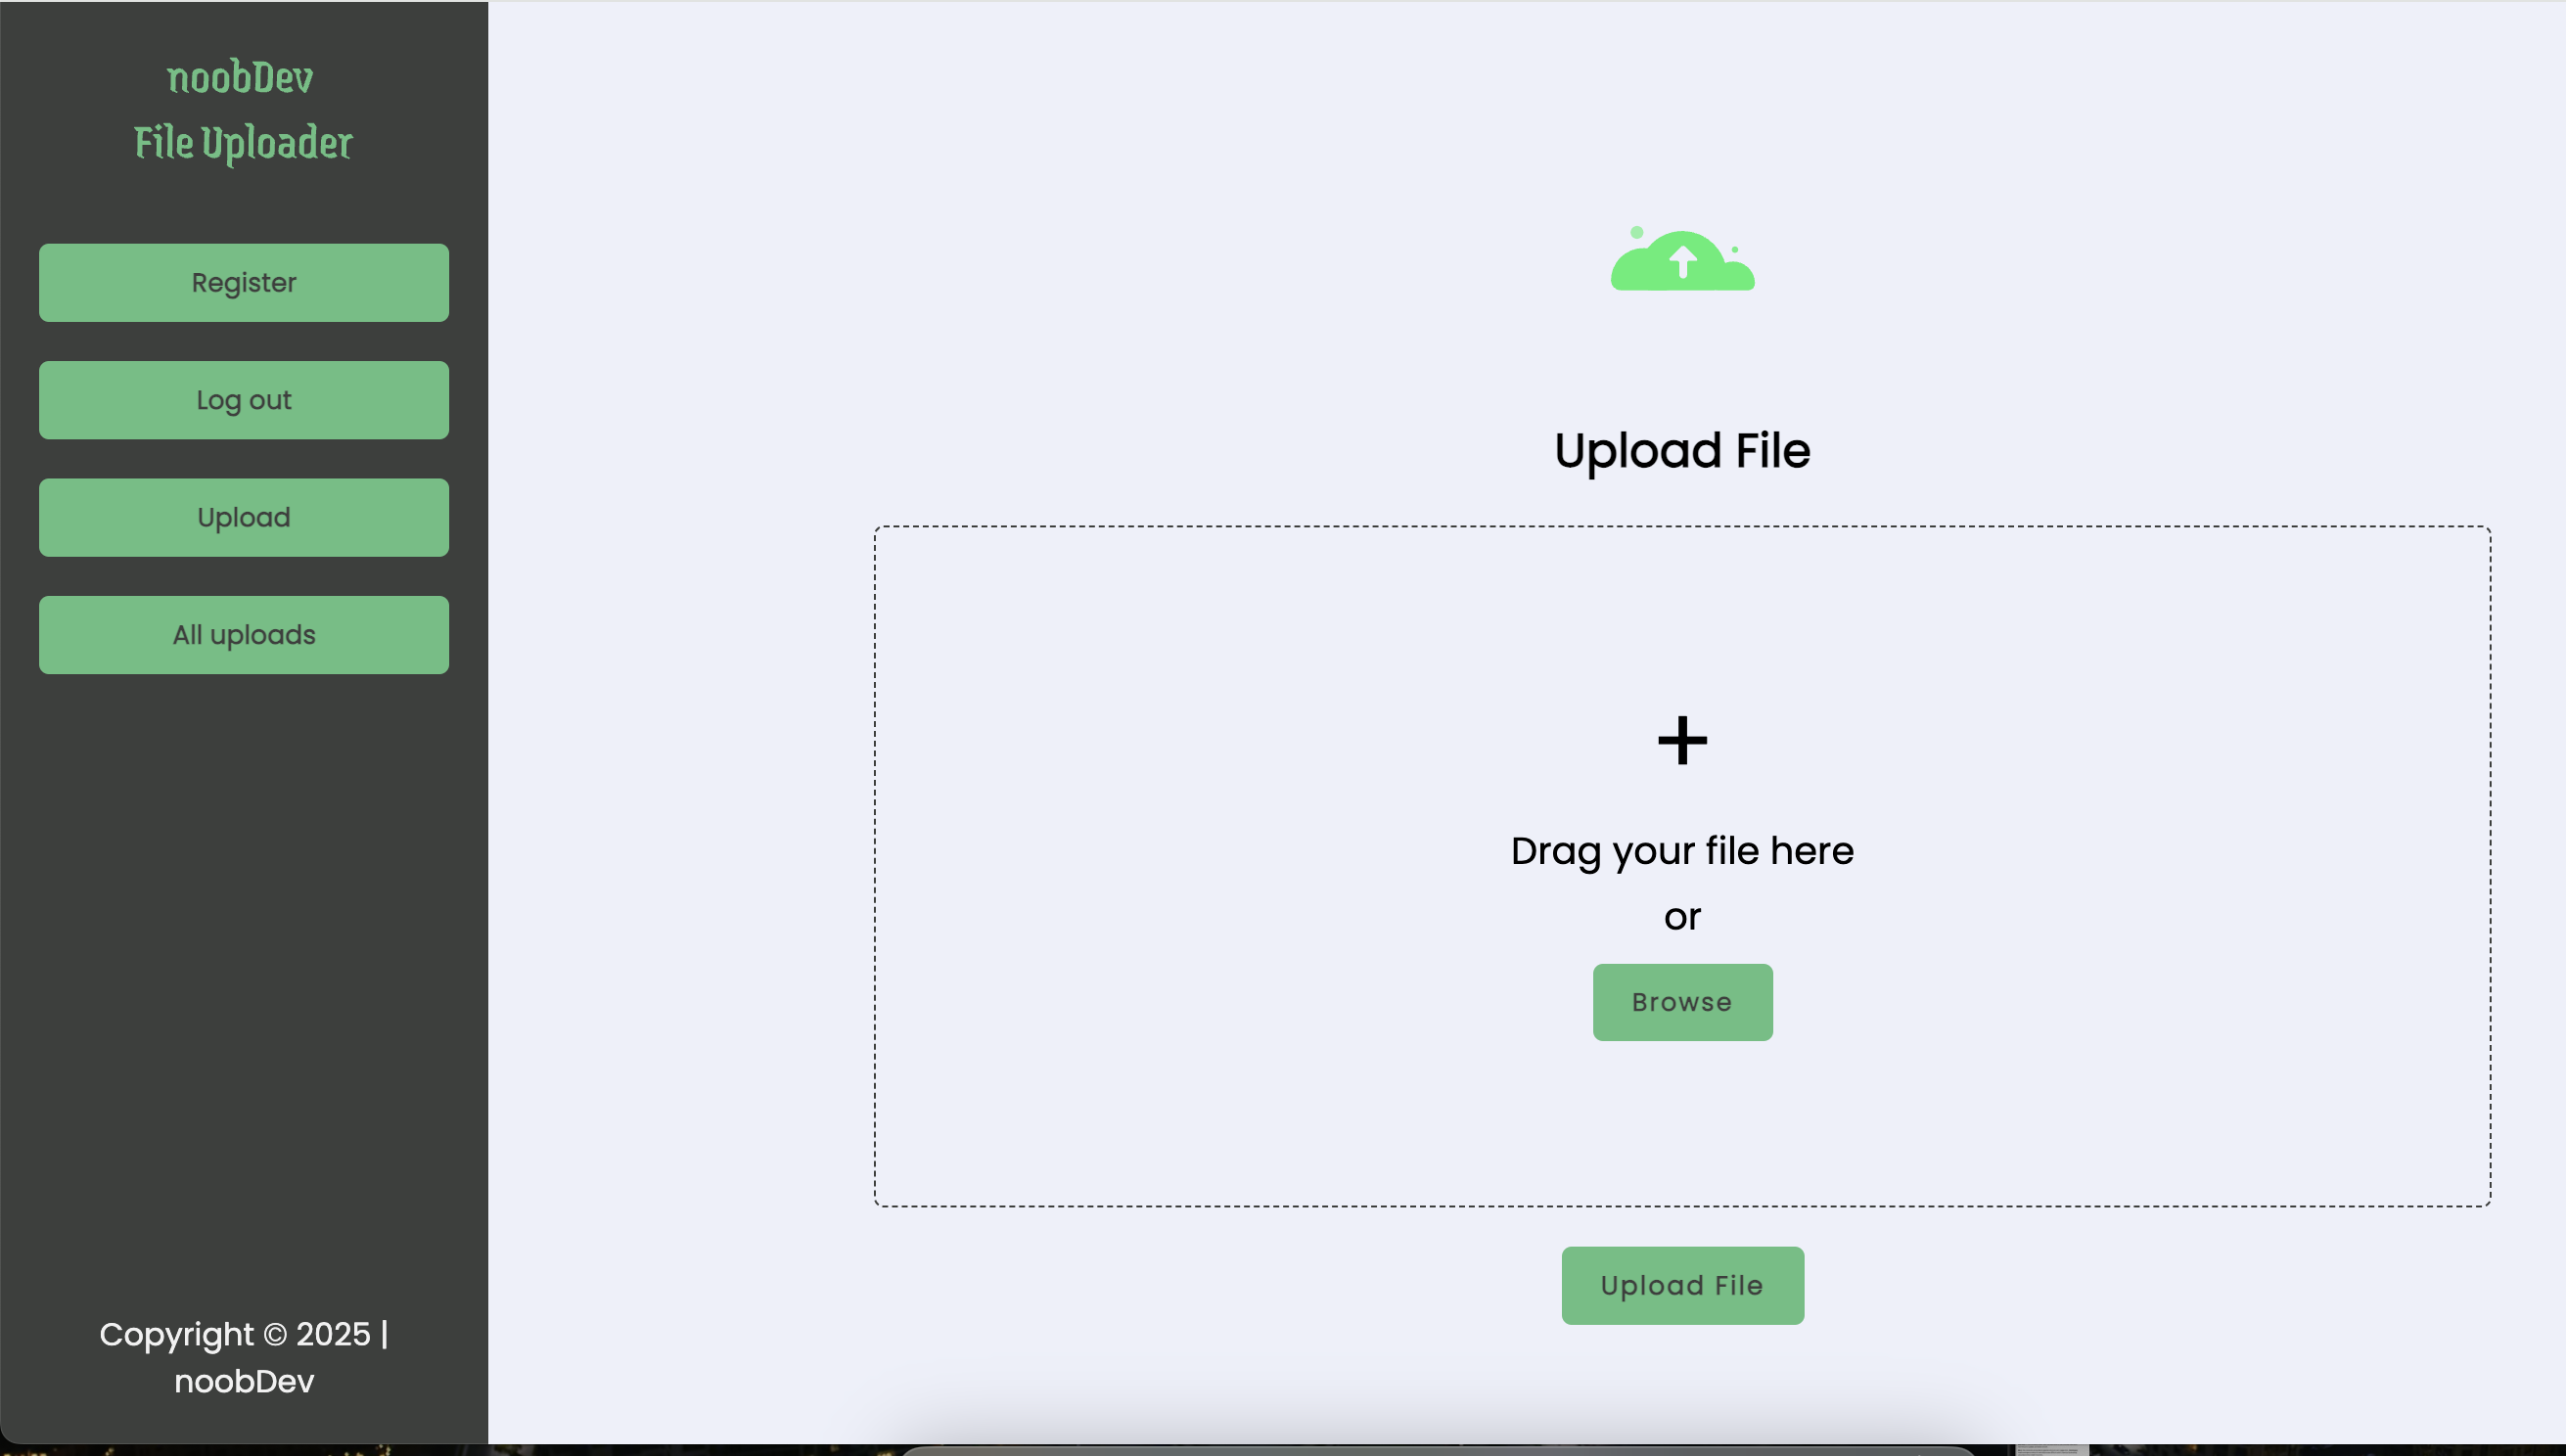 noobDev
File Uploader
Register
Log out
Upload
All uploads
Copyright © 2025 |
noobDev
Upload File
+
Drag your file here
or
Browse
Upload File